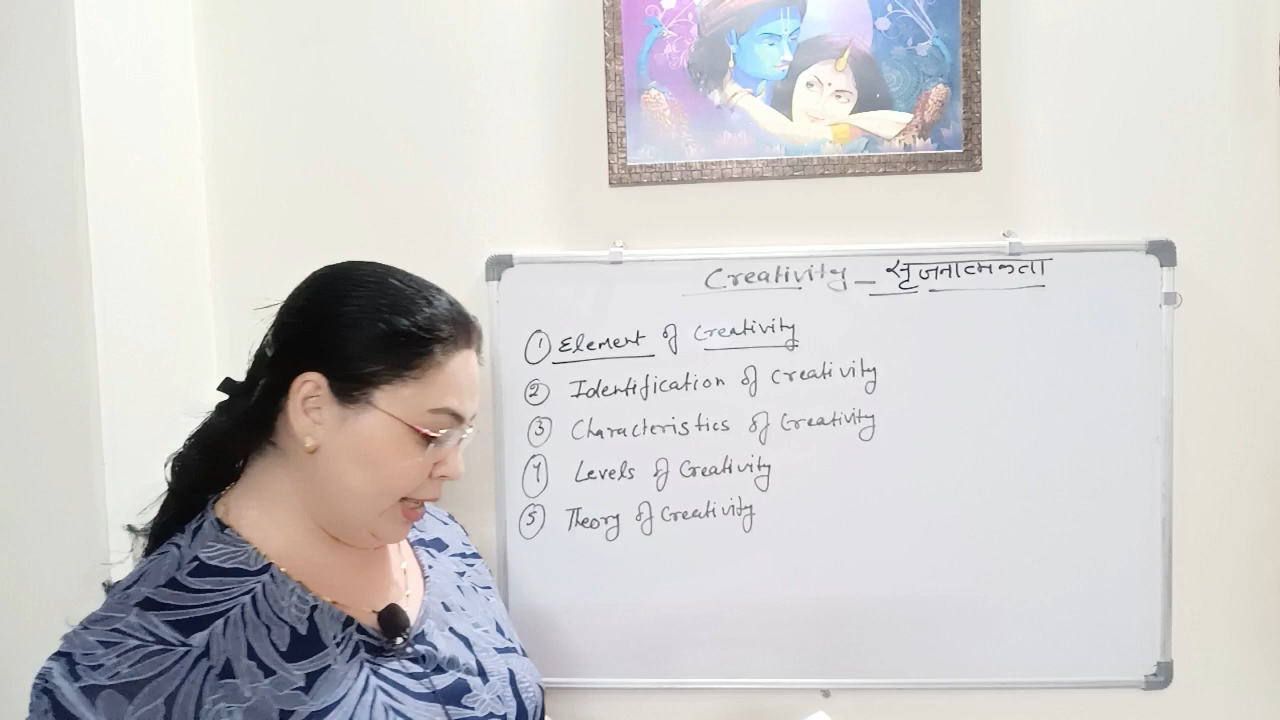 Creativity - सृजनात्मकता
① Element of Creativity
② Identification of Creativity
③ Characteristics of Creativity
④ Levels of Creativity
⑤ Theory of Creativity